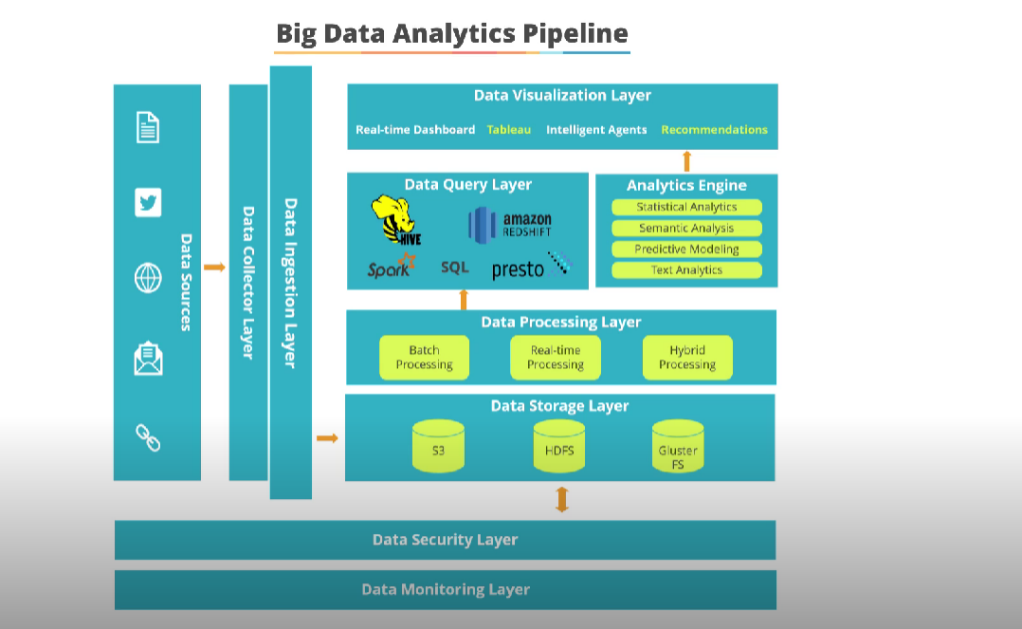 Big Data Analytics Pipeline
Data Sources
Data Collector Layer
Data Ingestion Layer
Data Visualization Layer
Real-time Dashboard Tableau Intelligent Agents Recommendations
Data Query Layer
HIVE
amazon
REDSHIFT
Spark
SQL
presto
Analytics Engine
Statistical Analytics
Semantic Analysis
Predictive Modeling
Text Analytics
Data Processing Layer
Batch
Processing
Real-time
Processing
Hybrid
Processing
Data Storage Layer
S3
HDFS
Gluster
FS
Data Security Layer
Data Monitoring Layer